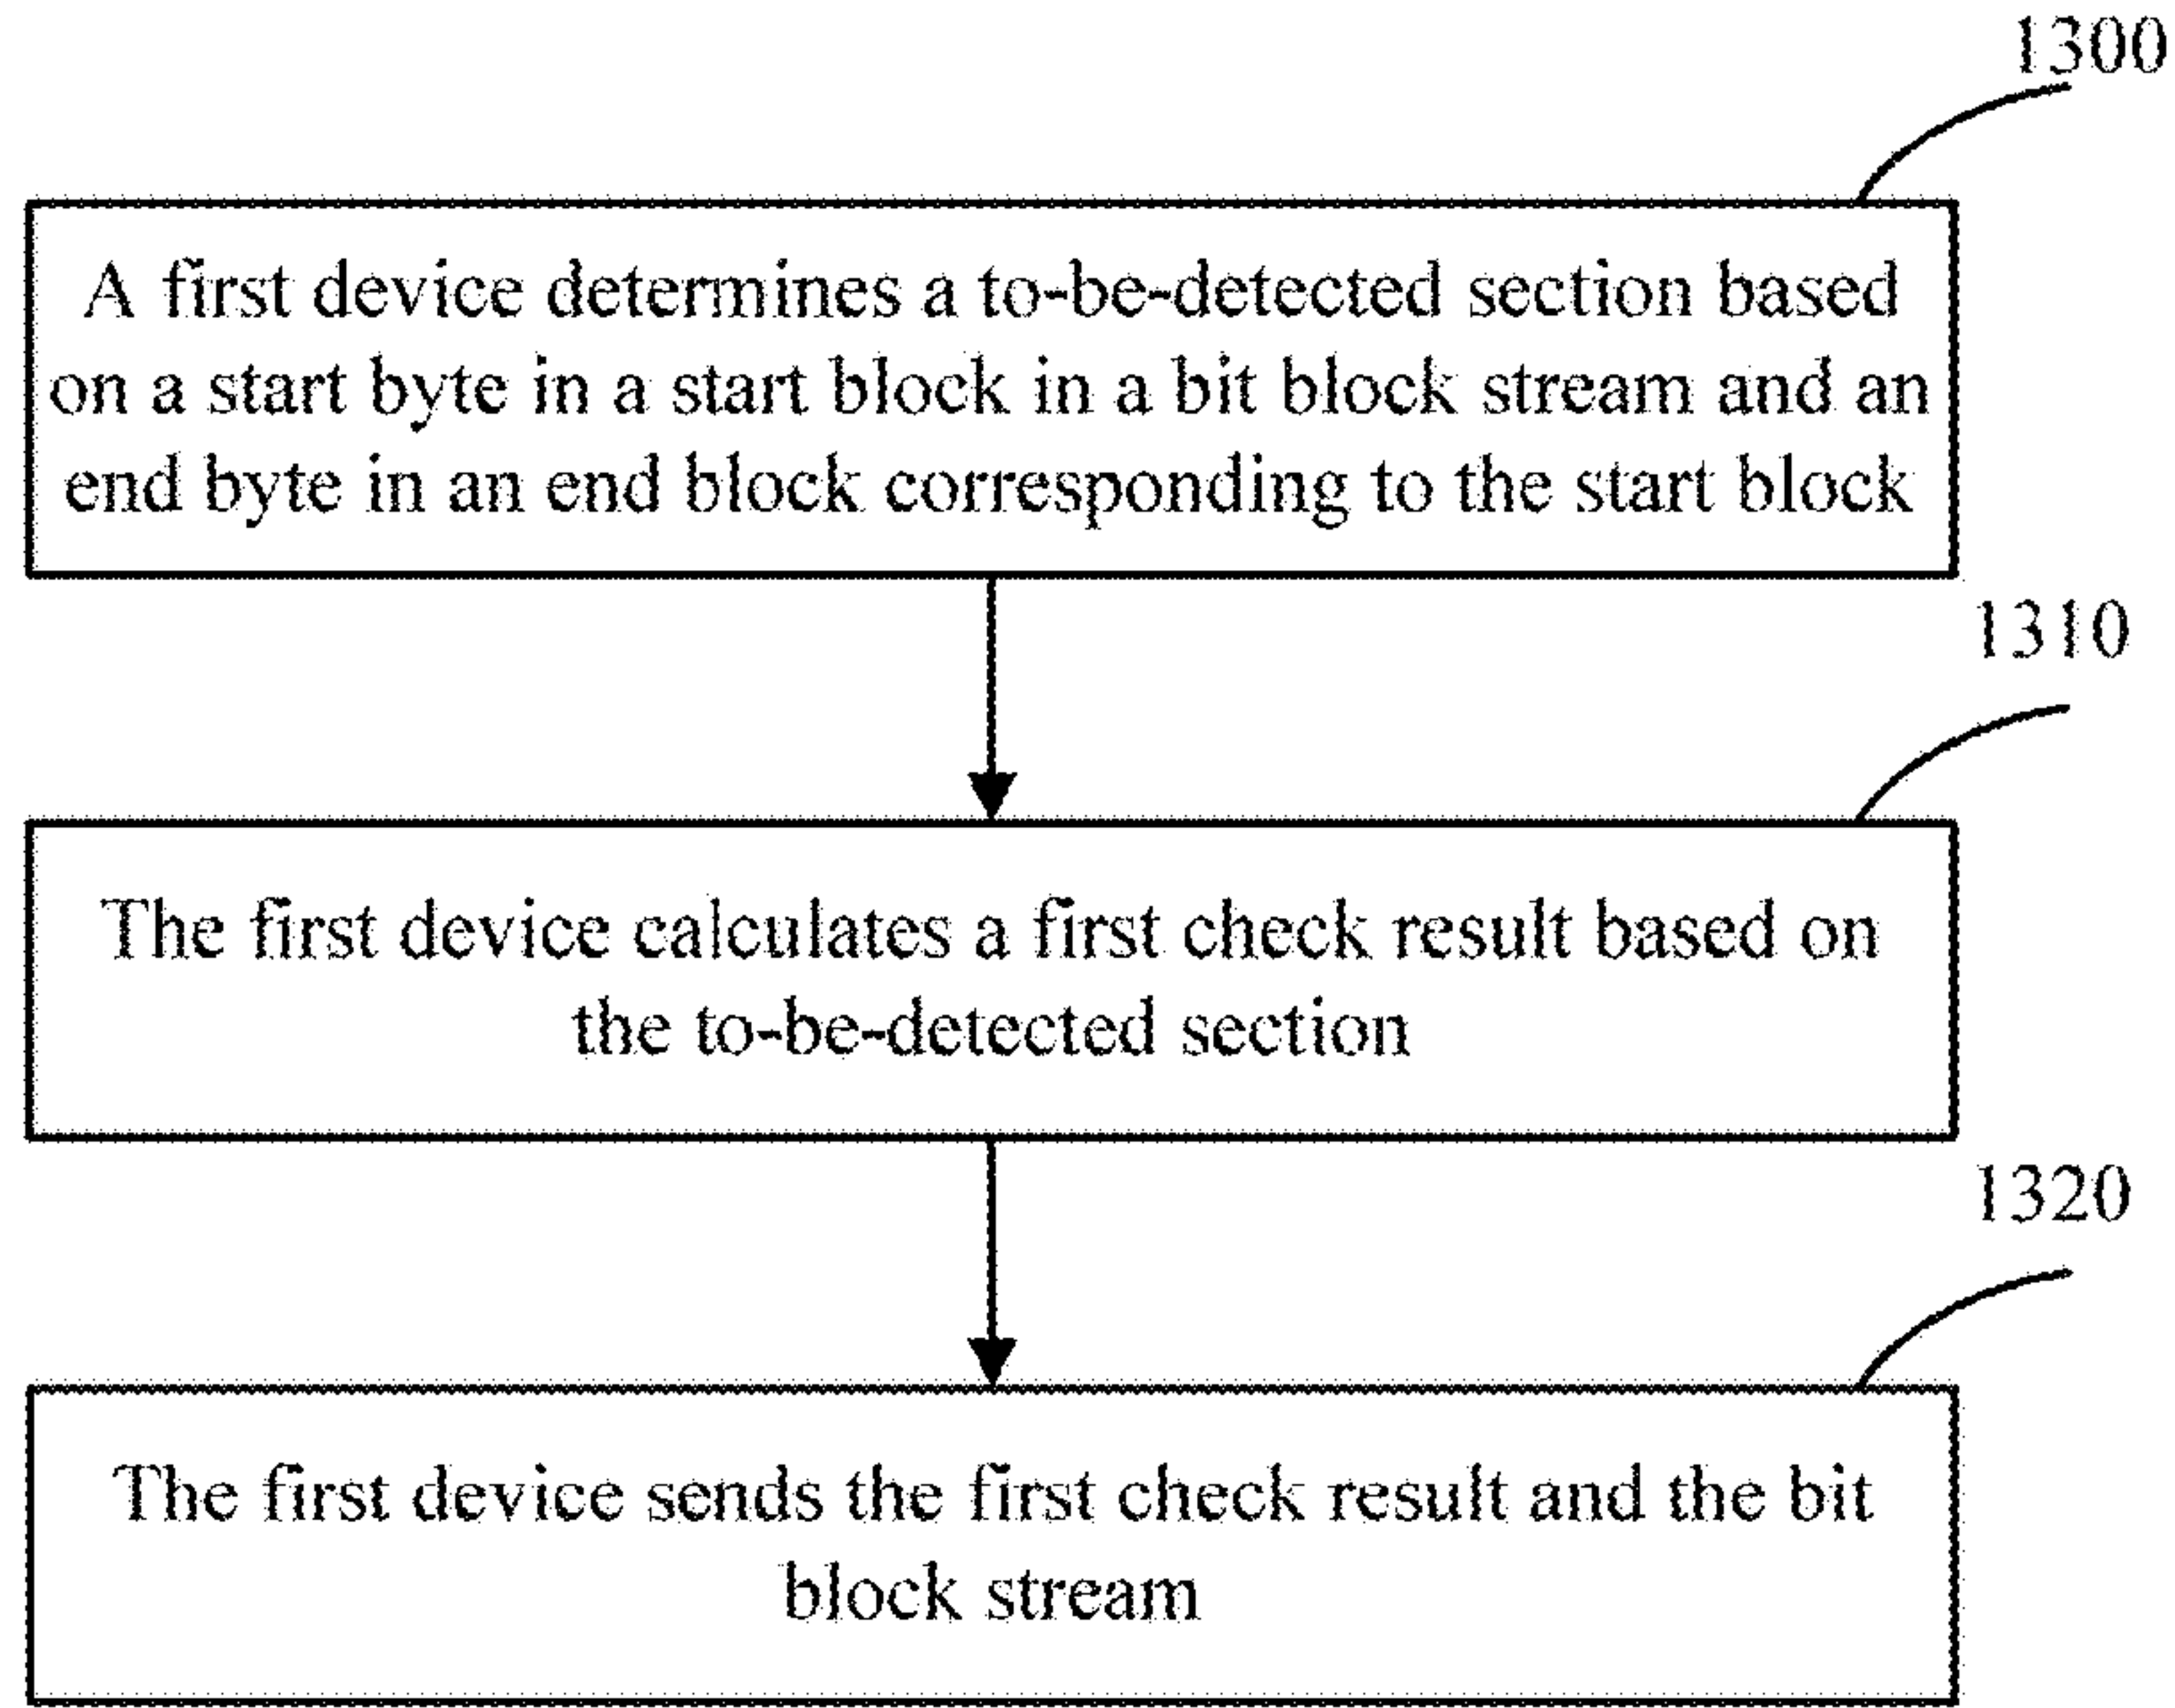 1300
A first device determines a to-be-detected section based
on a start byte in a start block in a bit block stream and an
end byte in an end block corresponding to the start block
1310
The first device calculates a first check result based on
the to-be-detected section
1320
The first device sends the first check result and the bit
block stream